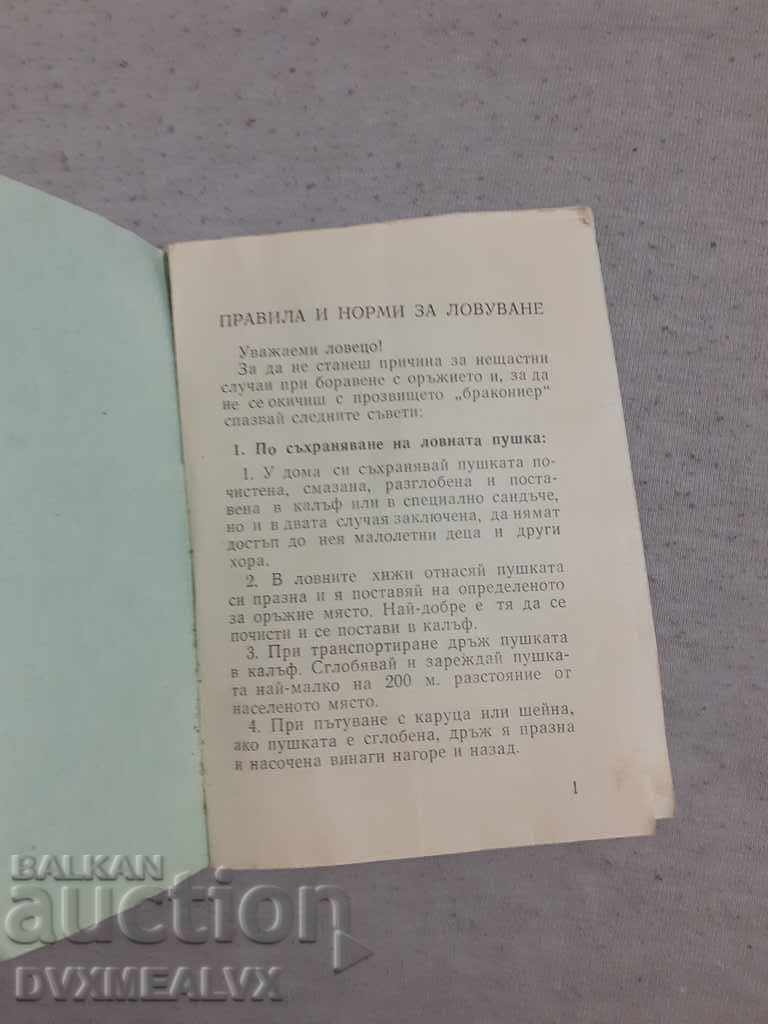 ПРАВИЛА И НОРМИ ЗА ЛОВУВАНЕ
Уважаеми ловецо!
За да не станеш причина за нещастни
случаи при боравене с оръжието и, за да
не се окичиш с прозвището „бракониер"
спазвай следните съвети:
1. По съхраняване на ловната пушка:
1. У дома си съхранявай пушката по-
чистена, смазана, разглобена и поста-
вена в калъф или в специално сандъче,
но и в двата случая заключена, да нямат
достъп до нея малолетни деца и други
хора.
2. В ловните хижи отнасяй пушката
си празна и я поставяй на определеното
за оръжие място. Най-добре е тя да се
почисти и се постави в калъф.
3. При транспортиране дръж пушката
в калъф. Сглобявай и зареждай пушка-
та най-малко на 200 м. разстояние от
населеното място.
4. При пътуване с каруца или шейна,
ако пушката е сглобена, дръж я празна
и насочена винаги нагоре и назад.
1
BALKAN
auction
DVXMEALVX